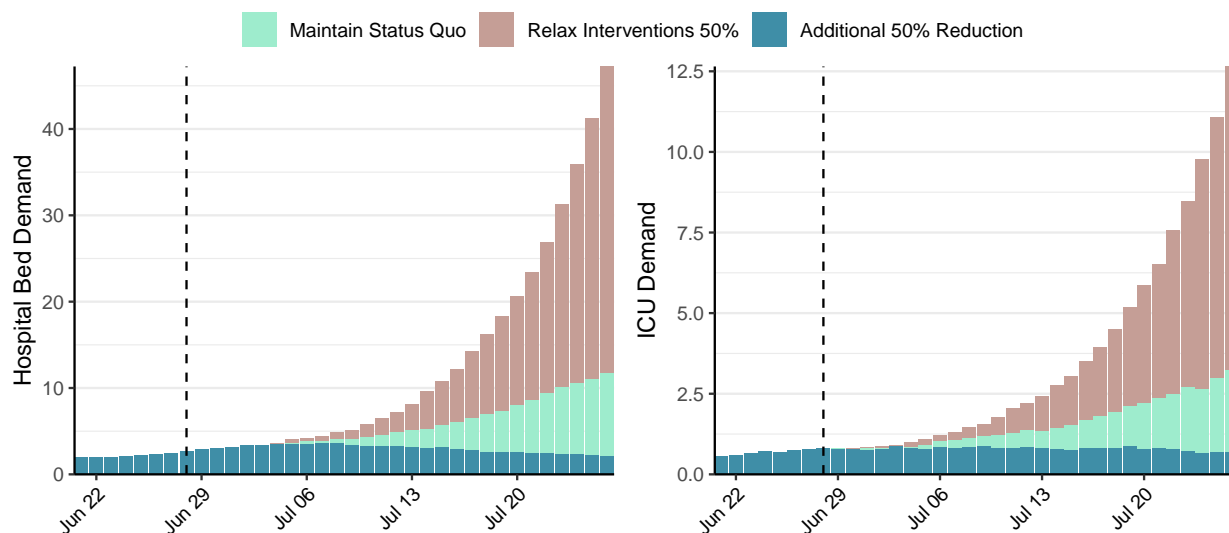 Maintain Status Quo Relax Interventions 50% Additional 50% Reduction
Hospital Bed Demand
40
30
20
10
0
Jun 22
Jun 29
Jul 06
Jul 13
Jul 20
ICU Demand
12.5
10.0
7.5
5.0
2.5
0.0
Jun 22
Jun 29
Jul 06
Jul 13
Jul 20